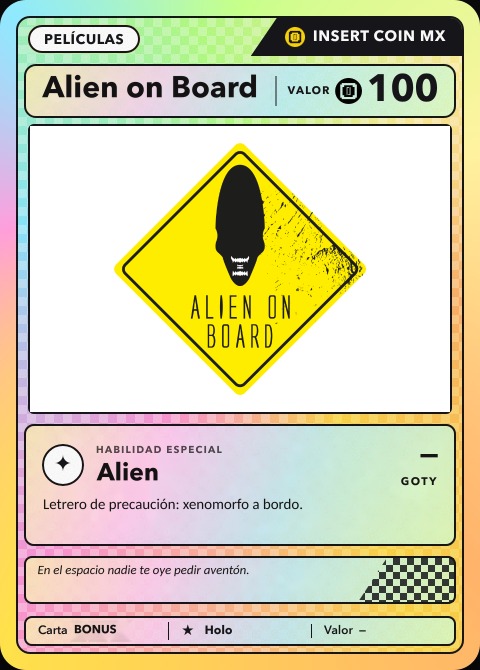 PELÍCULAS
INSERT COIN MX
Alien on Board
VALOR 100
ALIEN ON
BOARD
HABILIDAD ESPECIAL
Alien
–
GOTY
Letrero de precaución: xenomorfo a bordo.
En el espacio nadie te oye pedir aventón.
Carta BONUS
★ Holo
Valor –